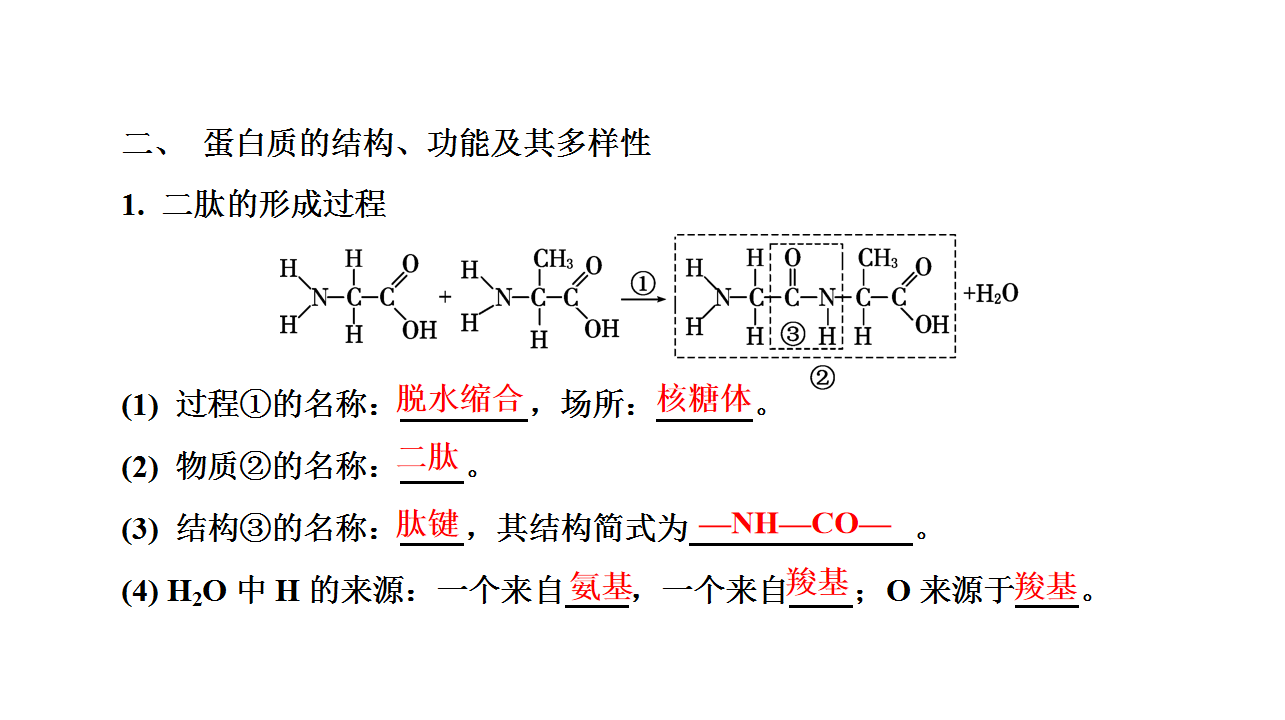 二、 蛋白质的结构、功能及其多样性
1. 二肽的形成过程
H H O H CH₃ O ① H H O CH₃ O
N—C—C + N—C—C → N—C—C—N—C—C +H₂O
H H OH H H OH H H ③ H H OH
②
(1) 过程①的名称：脱水缩合，场所：核糖体。
(2) 物质②的名称：二肽。
(3) 结构③的名称：肽键，其结构简式为—NH—CO—。
(4) H₂O 中 H 的来源：一个来自氨基，一个来自羧基；O 来源于羧基。